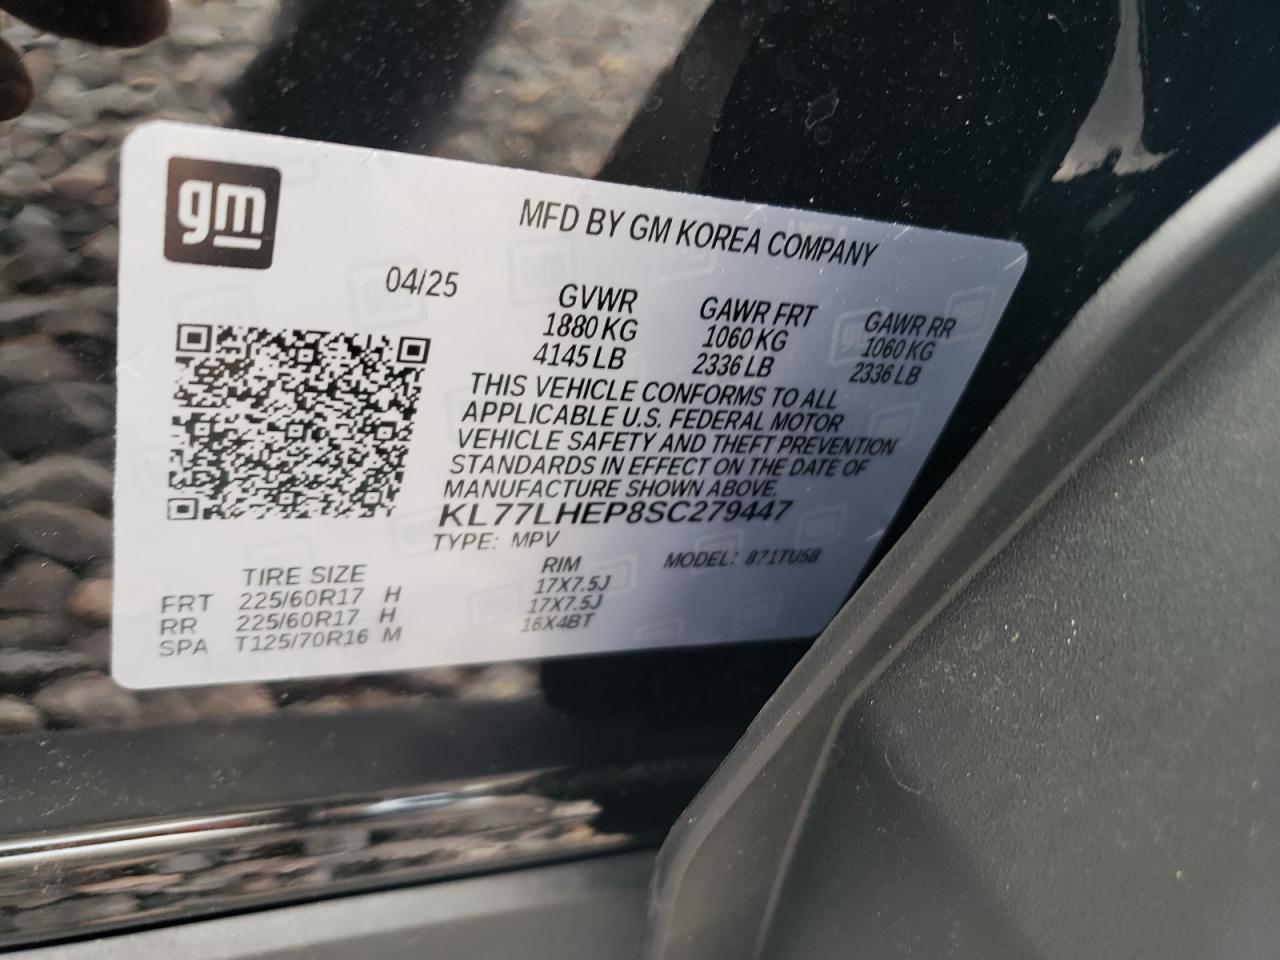 gm
MFD BY GM KOREA COMPANY
04/25
GVWR GAWR FRT GAWR RR
1880 KG 1060 KG 1060 KG
4145 LB 2336 LB 2336 LB
THIS VEHICLE CONFORMS TO ALL
APPLICABLE U.S. FEDERAL MOTOR
VEHICLE SAFETY AND THEFT PREVENTION
STANDARDS IN EFFECT ON THE DATE OF
MANUFACTURE SHOWN ABOVE.
KL77LHEP8SC279447
TYPE: MPV MODEL: 871TU58
TIRE SIZE RIM
FRT 225/60R17 H 17X7.5J
RR 225/60R17 H 17X7.5J
SPA T125/70R16 M 16X4BT